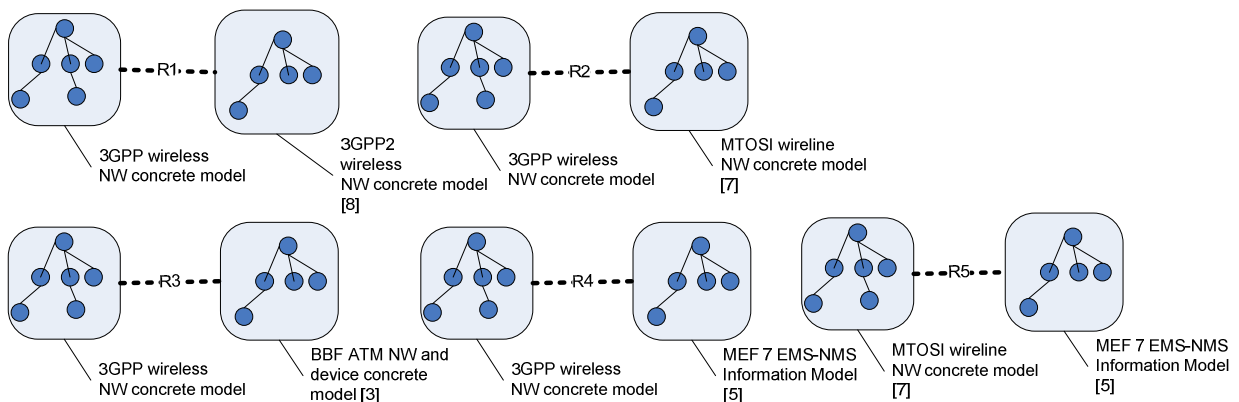 R1
R2
3GPP wireless
NW concrete model
3GPP2
wireless
NW concrete model
[8]
3GPP wireless
NW concrete model
MTOSI wireline
NW concrete model
[7]
R3
R4
R5
3GPP wireless
NW concrete model
BBF ATM NW and
device concrete
model [3]
3GPP wireless
NW concrete model
MEF 7 EMS-NMS
Information Model
[5]
MTOSI wireline
NW concrete model
[7]
MEF 7 EMS-NMS
Information Model
[5]